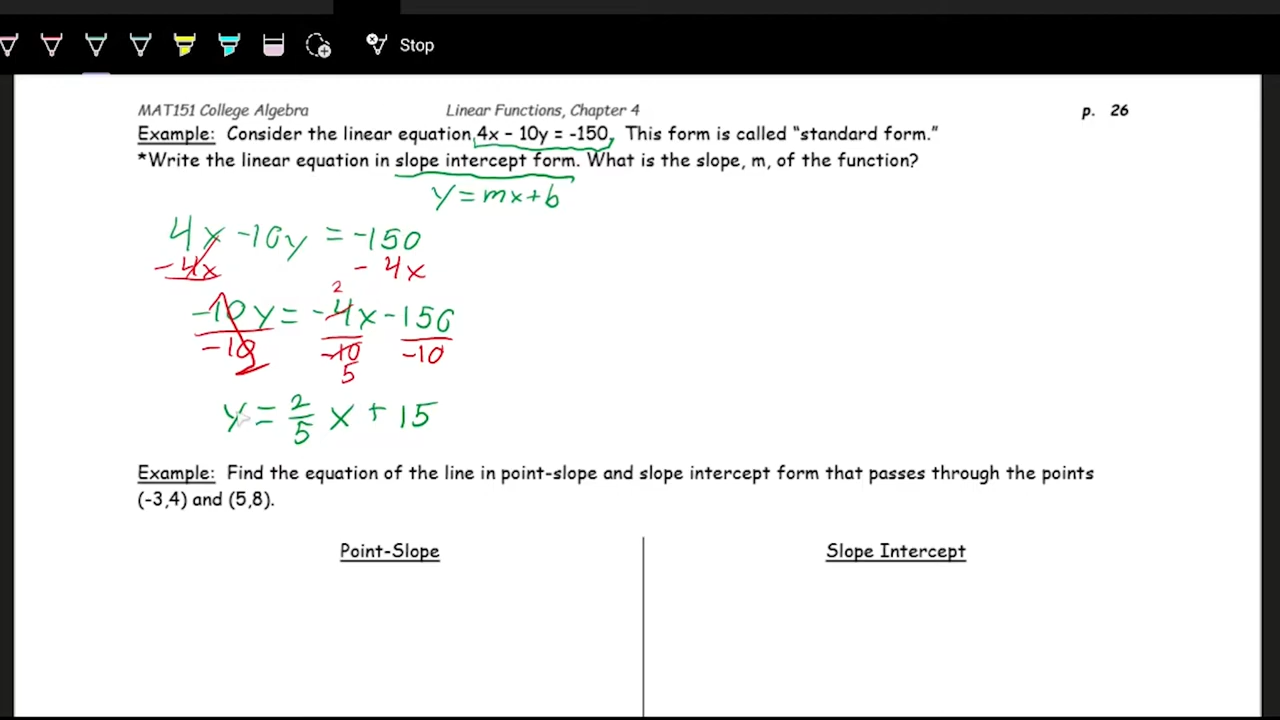 Stop
MAT151 College Algebra Linear Functions, Chapter 4 p. 26
Example: Consider the linear equation 4x - 10y = -150. This form is called “standard form.”
*Write the linear equation in slope intercept form. What is the slope, m, of the function?
y = mx + b
4x - 10y = -150
- 4x - 4x
2
-10y = -4x - 150
-10 -10 -10
5
y = 2/5 x + 15
Example: Find the equation of the line in point-slope and slope intercept form that passes through the points
(-3,4) and (5,8).
Point-Slope Slope Intercept